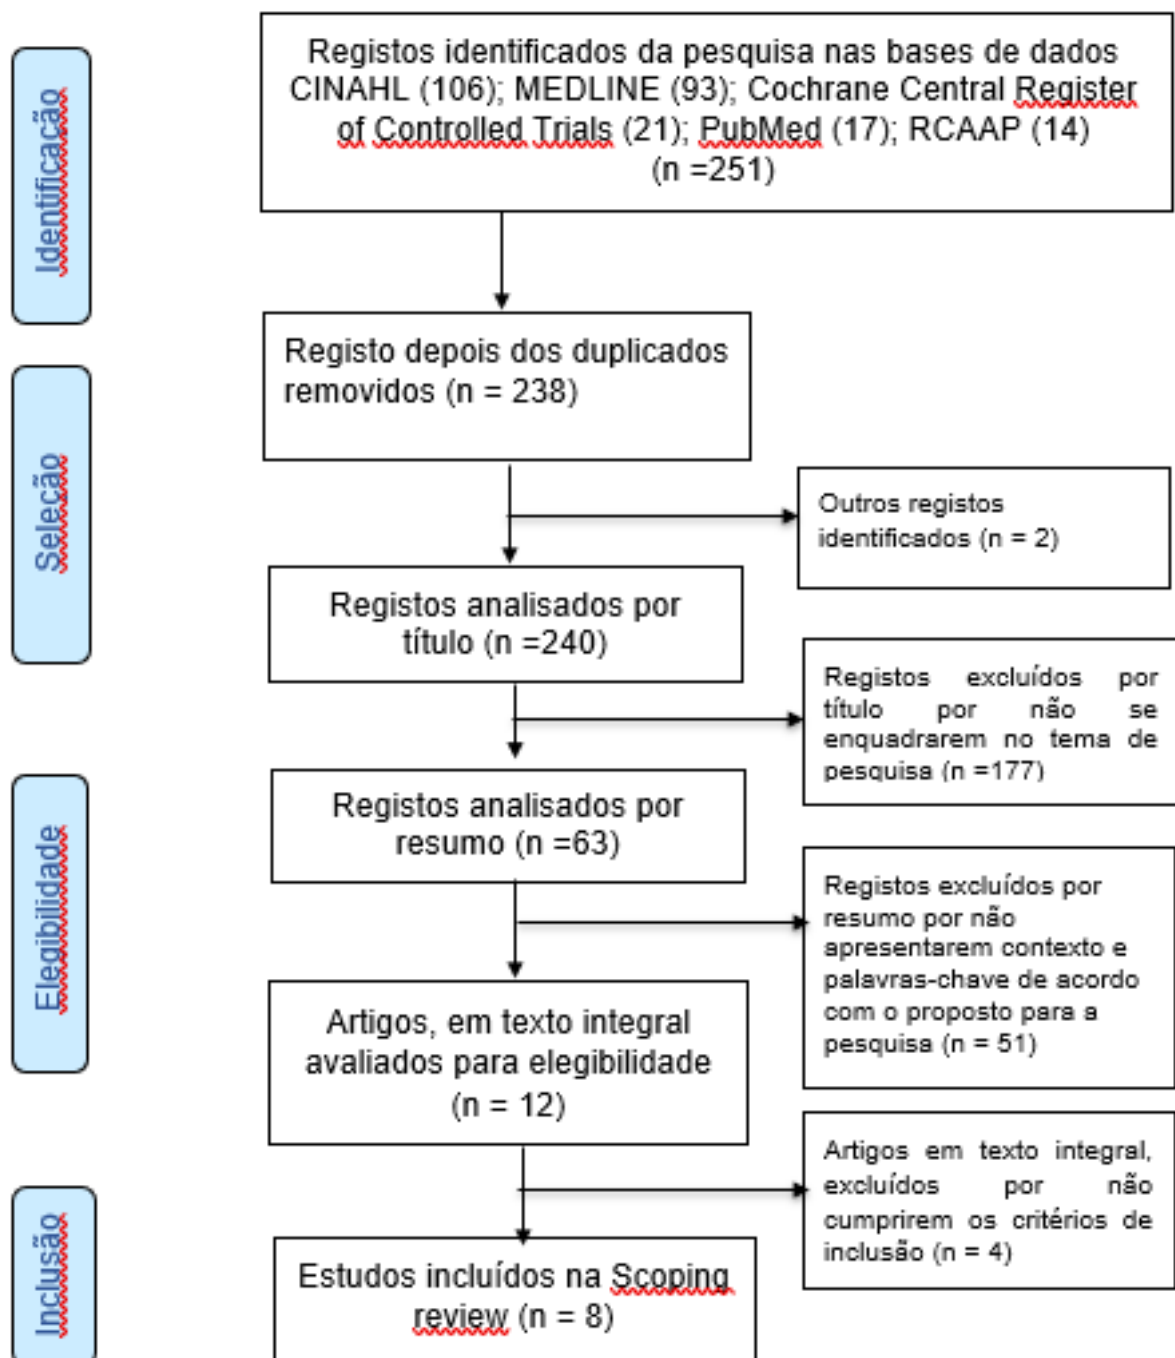 Identificação
Registos identificados da pesquisa nas bases de dados
CINAHL (106); MEDLINE (93); Cochrane Central Register
of Controlled Trials (21); PubMed (17); RCAAP (14)
(n =251)
Seleção
Registo depois dos duplicados
removidos (n = 238)
Outros registos
identificados (n = 2)
Registos analisados por
título (n =240)
Registos excluídos por
título por não se
enquadrarem no tema de
pesquisa (n =177)
Elegibilidade
Registos analisados por
resumo (n =63)
Registos excluídos por
resumo por não
apresentarem contexto e
palavras-chave de acordo
com o proposto para a
pesquisa (n = 51)
Artigos, em texto integral
avaliados para elegibilidade
(n = 12)
Artigos em texto integral,
excluídos por não
cumprirem os critérios de
inclusão (n = 4)
Inclusão
Estudos incluídos na Scoping
review (n = 8)